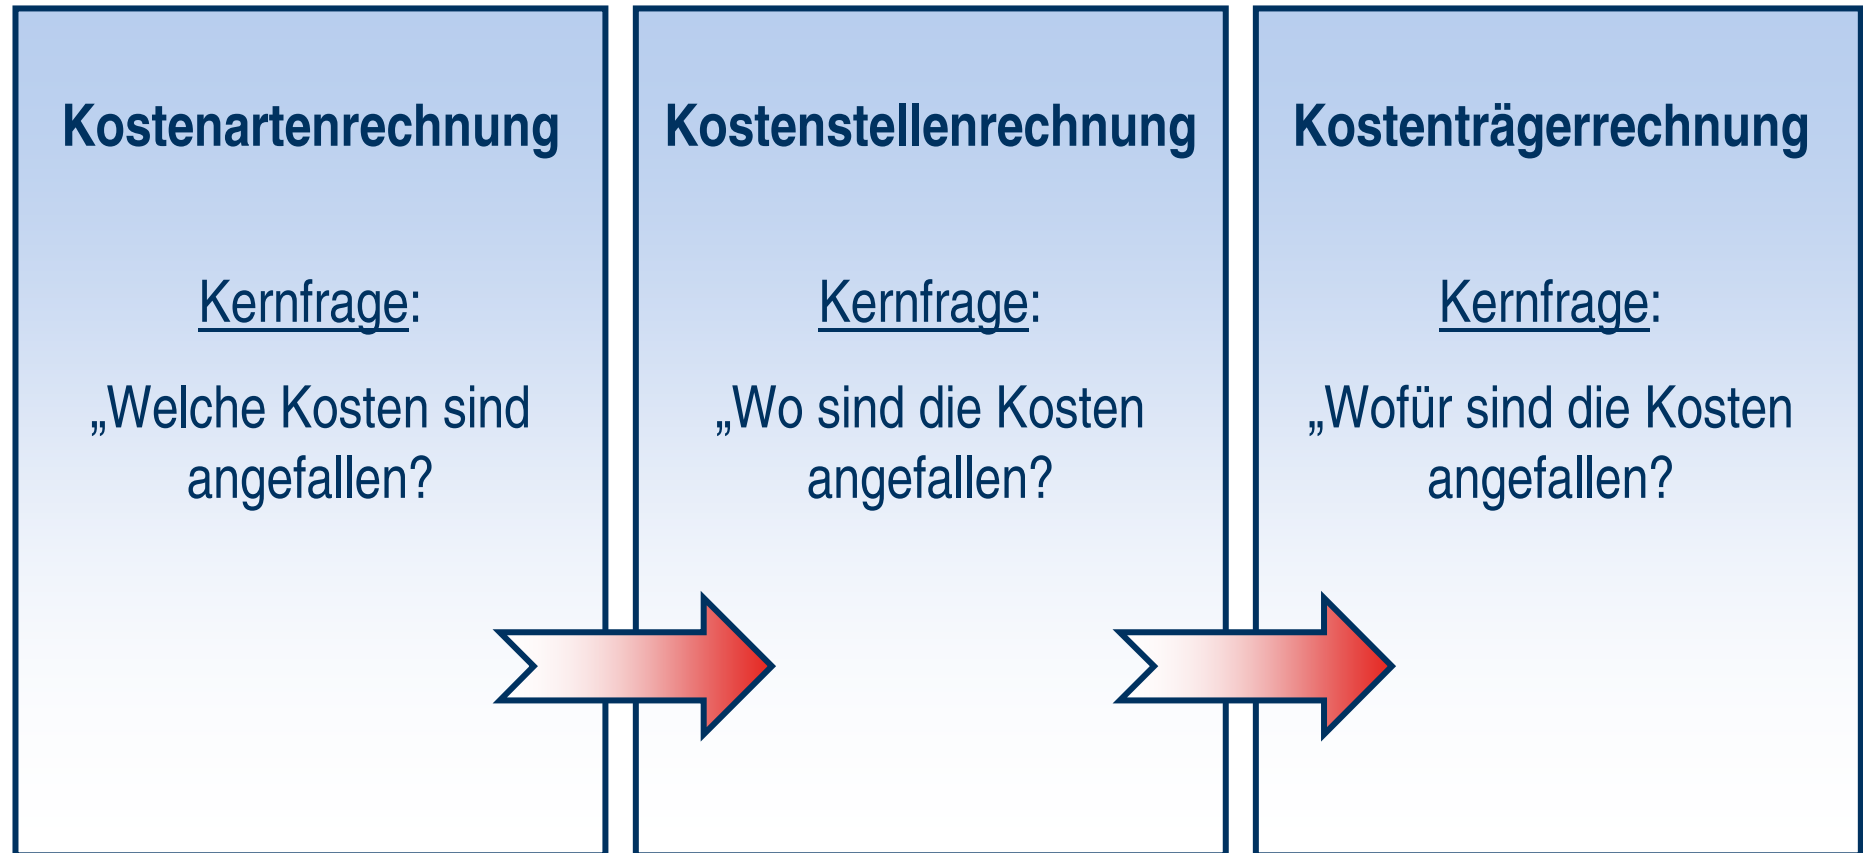 Kostenartenrechnung
Kernfrage:
„Welche Kosten sind
angefallen?
Kostenstellenrechnung
Kernfrage:
„Wo sind die Kosten
angefallen?
Kostenträgerrechnung
Kernfrage:
„Wofür sind die Kosten
angefallen?